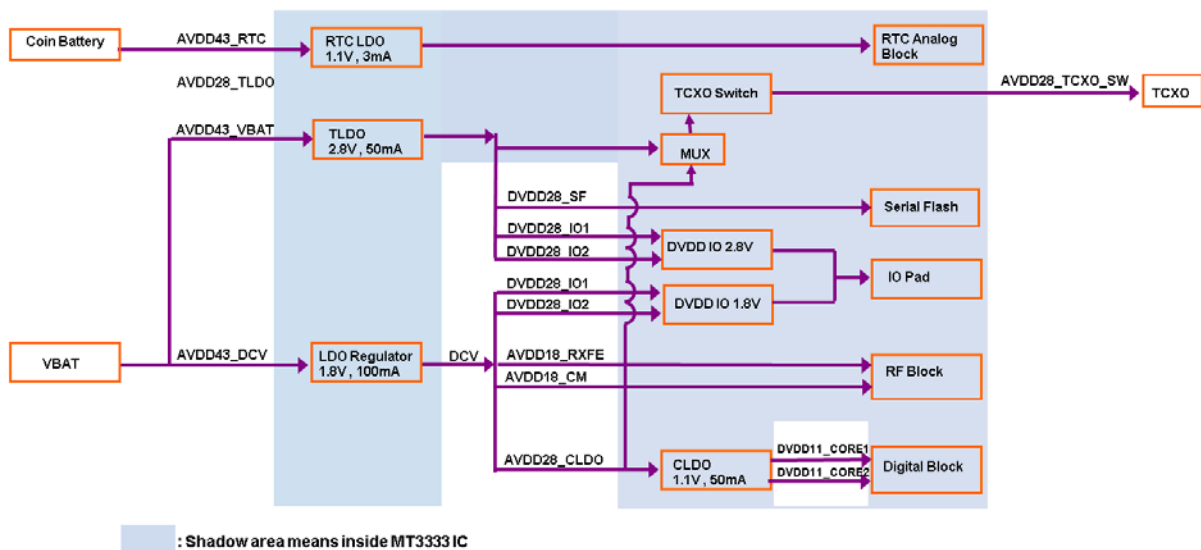 Coin Battery
AVDD43_RTC
RTC LDO
1.1V, 3mA
RTC Analog
Block
AVDD28_TLDO
TCXO Switch
AVDD28_TCXO_SW
TCXO
AVDD43_VBAT
TLDO
2.8V, 50mA
MUX
DVDD28_SF
Serial Flash
DVDD28_IO1
DVDD28_IO2
DVDD IO 2.8V
IO Pad
DVDD28_IO1
DVDD28_IO2
DVDD IO 1.8V
VBAT
AVDD43_DCV
LDO Regulator
1.8V, 100mA
DCV
AVDD18_RXFE
AVDD18_CM
RF Block
AVDD28_CLDO
CLDO
1.1V, 50mA
DVDD11_CORE1
DVDD11_CORE2
Digital Block
: Shadow area means inside MT3333 IC